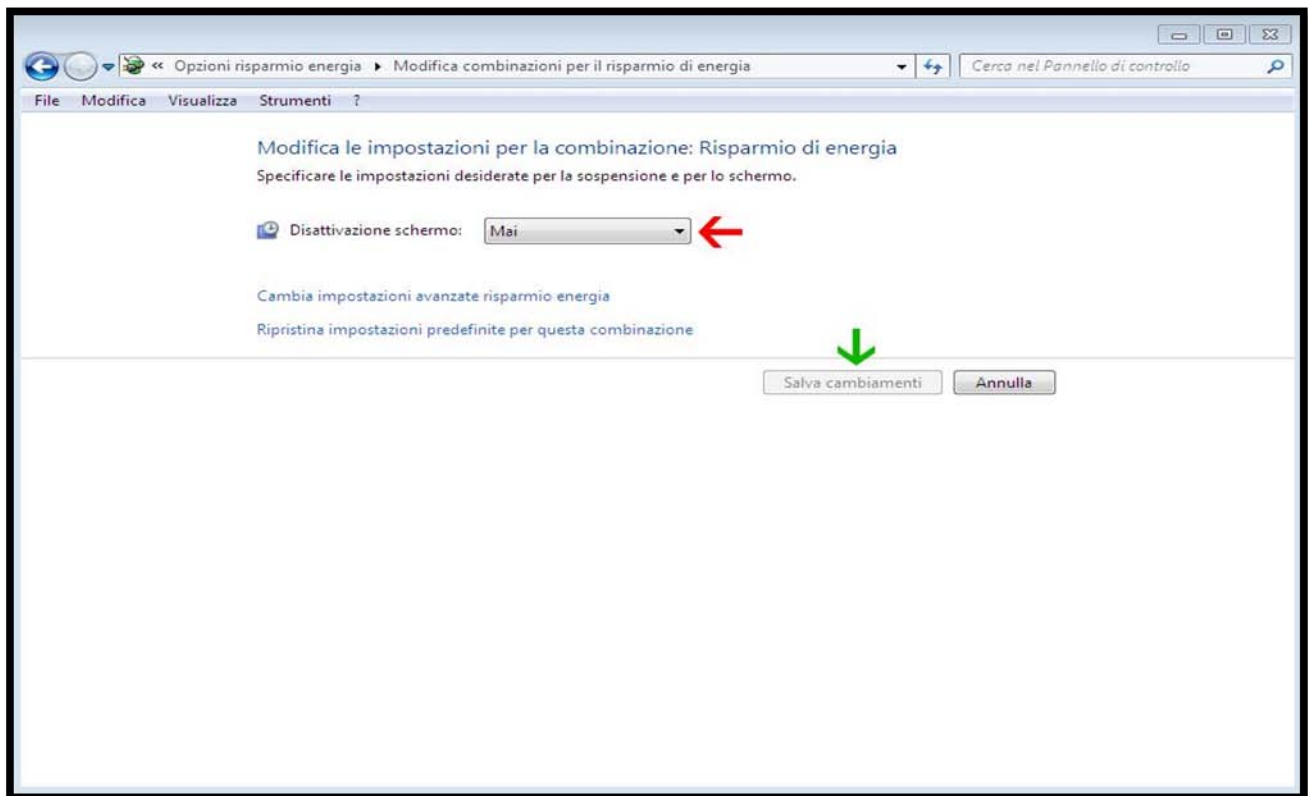 « Opzioni risparmio energia ▸ Modifica combinazioni per il risparmio di energia Cerca nel Pannello di controllo
File Modifica Visualizza Strumenti ?
Modifica le impostazioni per la combinazione: Risparmio di energia
Specificare le impostazioni desiderate per la sospensione e per lo schermo.
Disattivazione schermo: Mai
Cambia impostazioni avanzate risparmio energia
Ripristina impostazioni predefinite per questa combinazione
Salva cambiamenti Annulla